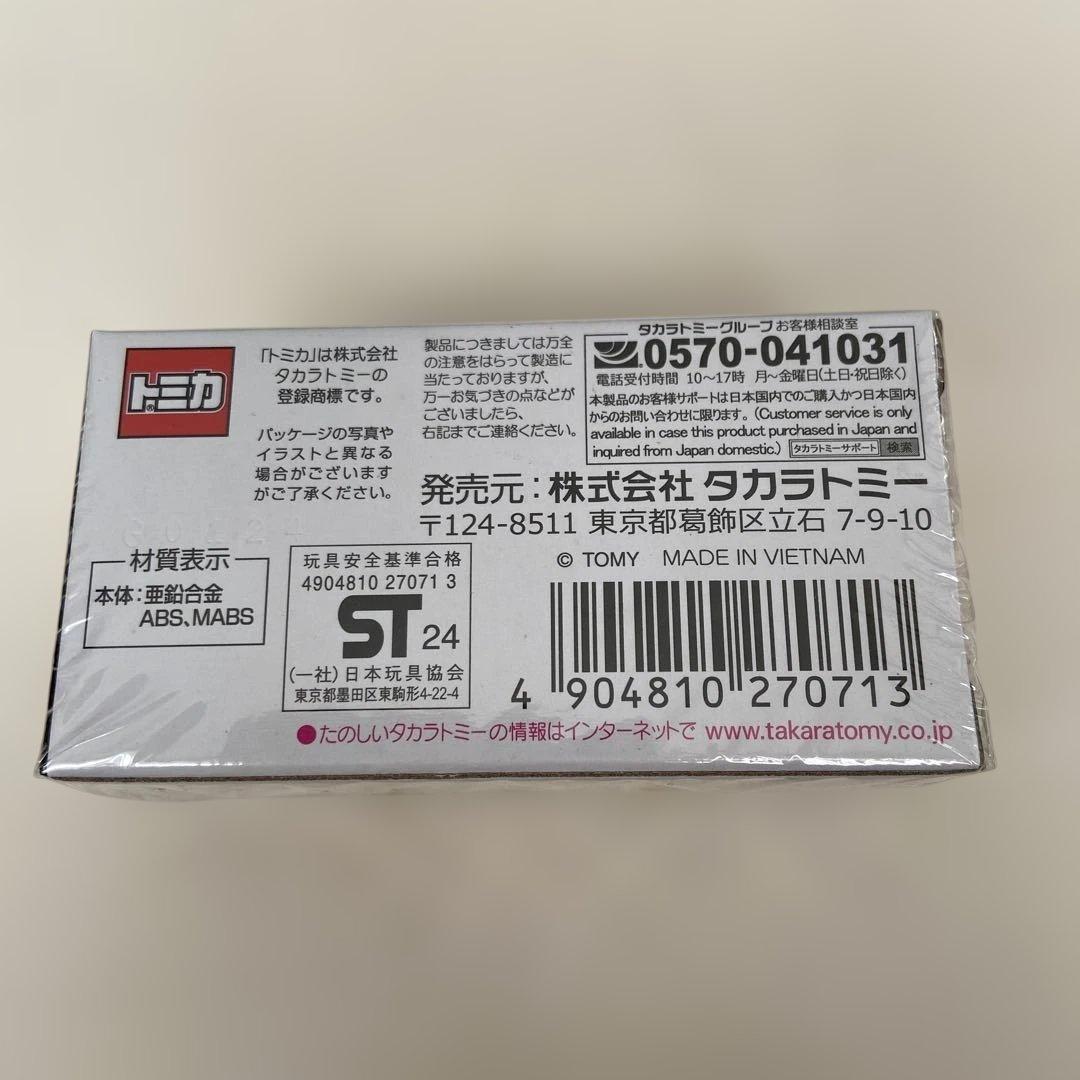 トミカ®
「トミカ」は株式会社
タカラトミーの
登録商標です。
パッケージの写真や
イラストと異なる
場合がございます
がご了承ください。
製品につきましては万全
の注意をはらって製造に
当たっておりますが、
万一お気づきの点などが
ございましたら、
右記までご連絡ください。
タカラトミーグループ お客様相談室
0570-041031
電話受付時間 10〜17時 月〜金曜日(土日・祝日除く)
本製品のお客様サポートは日本国内でのご購入かつ日本国内
からのお問い合わせに限ります。(Customer service is only
available in case this product purchased in Japan and
inquired from Japan domestic.) タカラトミーサポート 検索
発売元:株式会社 タカラトミー
〒124-8511 東京都葛飾区立石 7-9-10
© TOMY MADE IN VIETNAM
材質表示
本体:亜鉛合金
ABS、MABS
玩具安全基準合格
4904810 27071 3
ST 24
(一社)日本玩具協会
東京都墨田区東駒形4-22-4
4 904810 270713
●たのしいタカラトミーの情報はインターネットで www.takaratomy.co.jp